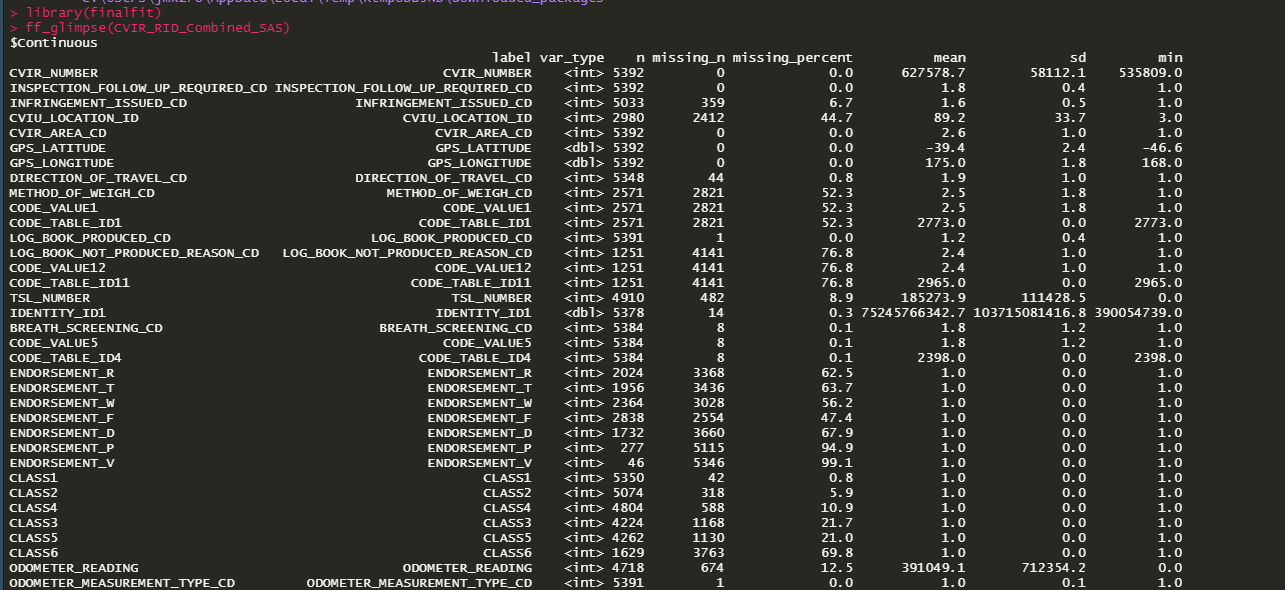 > library(finalfit)
> ff_glimpse(CVIR_RID_Combined_SAS)
$Continuous
label var_type n missing_n missing_percent mean sd min
CVIR_NUMBER CVIR_NUMBER <int> 5392 0 0.0 627578.7 58112.1 535809.0
INSPECTION_FOLLOW_UP_REQUIRED_CD INSPECTION_FOLLOW_UP_REQUIRED_CD <int> 5392 0 0.0 1.8 0.4 1.0
INFRINGEMENT_ISSUED_CD INFRINGEMENT_ISSUED_CD <int> 5033 359 6.7 1.6 0.5 1.0
CVIU_LOCATION_ID CVIU_LOCATION_ID <int> 2980 2412 44.7 89.2 33.7 3.0
CVIR_AREA_CD CVIR_AREA_CD <int> 5392 0 0.0 2.6 1.0 1.0
GPS_LATITUDE GPS_LATITUDE <dbl> 5392 0 0.0 -39.4 2.4 -46.6
GPS_LONGITUDE GPS_LONGITUDE <dbl> 5392 0 0.0 175.0 1.8 168.0
DIRECTION_OF_TRAVEL_CD DIRECTION_OF_TRAVEL_CD <int> 5348 44 0.8 1.9 1.0 1.0
METHOD_OF_WEIGH_CD METHOD_OF_WEIGH_CD <int> 2571 2821 52.3 2.5 1.8 1.0
CODE_VALUE1 CODE_VALUE1 <int> 2571 2821 52.3 2.5 1.8 1.0
CODE_TABLE_ID1 CODE_TABLE_ID1 <int> 2571 2821 52.3 2773.0 0.0 2773.0
LOG_BOOK_PRODUCED_CD LOG_BOOK_PRODUCED_CD <int> 5391 1 0.0 1.2 0.4 1.0
LOG_BOOK_NOT_PRODUCED_REASON_CD LOG_BOOK_NOT_PRODUCED_REASON_CD <int> 1251 4141 76.8 2.4 1.0 1.0
CODE_VALUE12 CODE_VALUE12 <int> 1251 4141 76.8 2.4 1.0 1.0
CODE_TABLE_ID11 CODE_TABLE_ID11 <int> 1251 4141 76.8 2965.0 0.0 2965.0
TSL_NUMBER TSL_NUMBER <int> 4910 482 8.9 185273.9 111428.5 0.0
IDENTITY_ID1 IDENTITY_ID1 <dbl> 5378 14 0.3 75245766342.7 103715081416.8 390054739.0
BREATH_SCREENING_CD BREATH_SCREENING_CD <int> 5384 8 0.1 1.8 1.2 1.0
CODE_VALUE5 CODE_VALUE5 <int> 5384 8 0.1 1.8 1.2 1.0
CODE_TABLE_ID4 CODE_TABLE_ID4 <int> 5384 8 0.1 2398.0 0.0 2398.0
ENDORSEMENT_R ENDORSEMENT_R <int> 2024 3368 62.5 1.0 0.0 1.0
ENDORSEMENT_T ENDORSEMENT_T <int> 1956 3436 63.7 1.0 0.0 1.0
ENDORSEMENT_W ENDORSEMENT_W <int> 2364 3028 56.2 1.0 0.0 1.0
ENDORSEMENT_F ENDORSEMENT_F <int> 2838 2554 47.4 1.0 0.0 1.0
ENDORSEMENT_D ENDORSEMENT_D <int> 1732 3660 67.9 1.0 0.0 1.0
ENDORSEMENT_P ENDORSEMENT_P <int> 277 5115 94.9 1.0 0.0 1.0
ENDORSEMENT_V ENDORSEMENT_V <int> 46 5346 99.1 1.0 0.0 1.0
CLASS1 CLASS1 <int> 5350 42 0.8 1.0 0.0 1.0
CLASS2 CLASS2 <int> 5074 318 5.9 1.0 0.0 1.0
CLASS4 CLASS4 <int> 4804 588 10.9 1.0 0.0 1.0
CLASS3 CLASS3 <int> 4224 1168 21.7 1.0 0.0 1.0
CLASS5 CLASS5 <int> 4262 1130 21.0 1.0 0.0 1.0
CLASS6 CLASS6 <int> 1629 3763 69.8 1.0 0.0 1.0
ODOMETER_READING ODOMETER_READING <int> 4718 674 12.5 391049.1 712354.2 0.0
ODOMETER_MEASUREMENT_TYPE_CD ODOMETER_MEASUREMENT_TYPE_CD <int> 5391 1 0.0 1.0 0.1 1.0